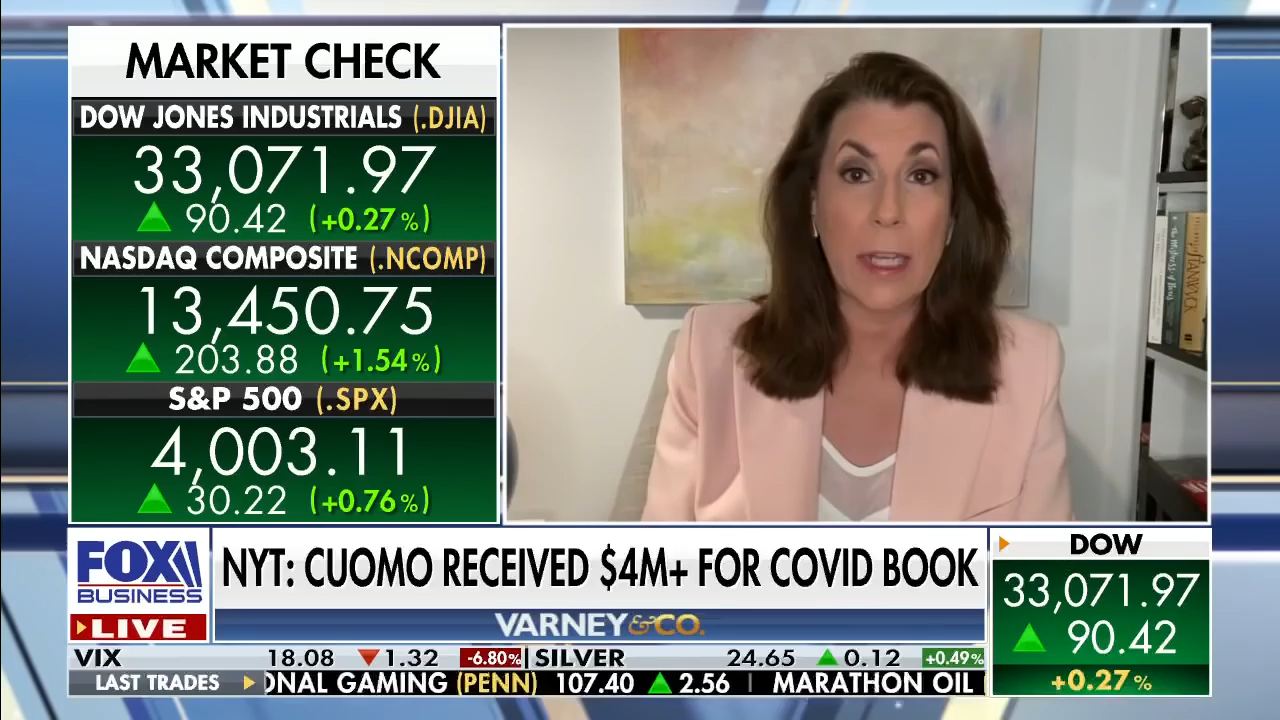 MARKET CHECK
DOW JONES INDUSTRIALS (.DJIA)
33,071.97
90.42 (+0.27%)
NASDAQ COMPOSITE (.NCOMP)
13,450.75
203.88 (+1.54%)
S&P 500 (.SPX)
4,003.11
30.22 (+0.76%)
STANWYCK
FOX
BUSINESS
LIVE
NYT: CUOMO RECEIVED $4M+ FOR COVID BOOK
VARNEY & CO.
DOW
33,071.97
90.42
+0.27%
VIX 18.08 1.32 -6.80% SILVER 24.65 0.12 +0.49%
LAST TRADES ONAL GAMING (PENN) 107.40 2.56 | MARATHON OIL